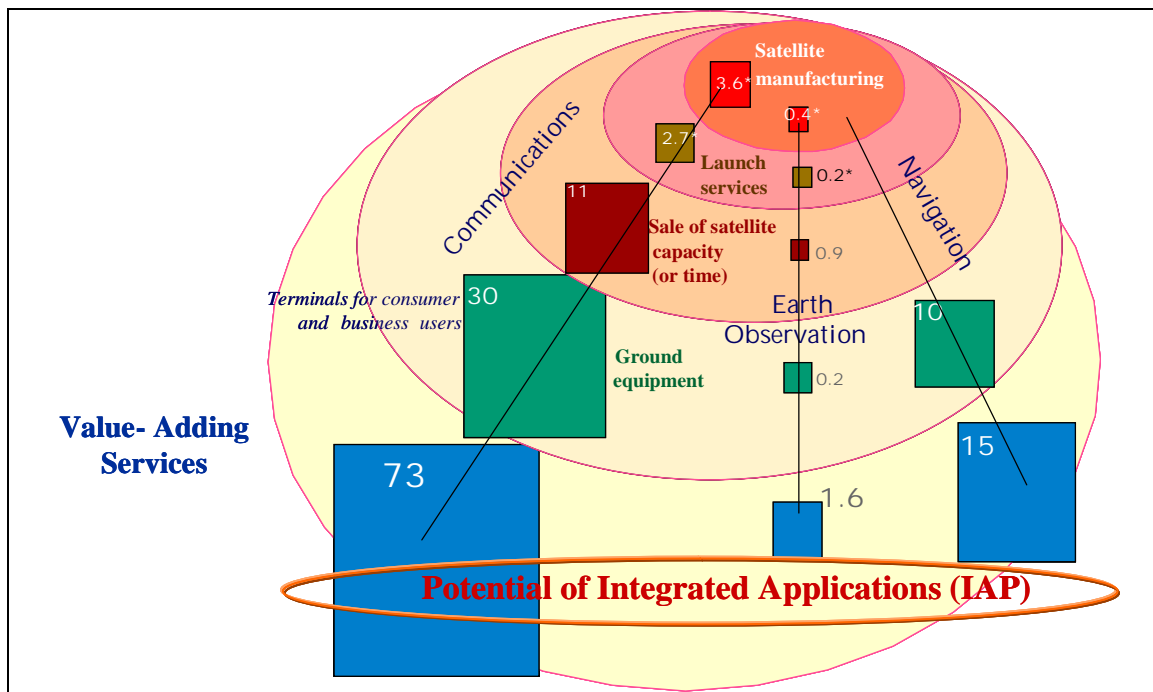 Satellite
manufacturing
3.6*
0.4*
2.7*
Launch
services
0.2*
Communications
Navigation
11
Sale of satellite
capacity
(or time)
0.9
Terminals for consumer
and business users
30
Earth
Observation
10
Ground
equipment
0.2
Value- Adding
Services
73
1.6
15
Potential of Integrated Applications (IAP)